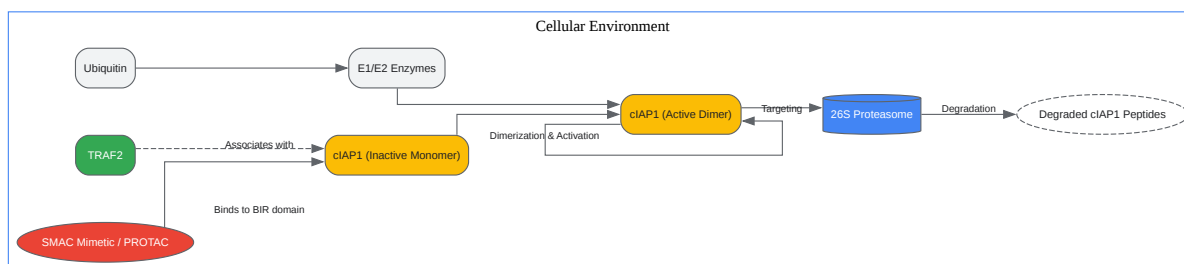 Cellular Environment
Ubiquitin
E1/E2 Enzymes
cIAP1 (Active Dimer)
Targeting
26S Proteasome
Degradation
Degraded cIAP1 Peptides
Dimerization & Activation
TRAF2
Associates with
cIAP1 (Inactive Monomer)
Binds to BIR domain
SMAC Mimetic / PROTAC